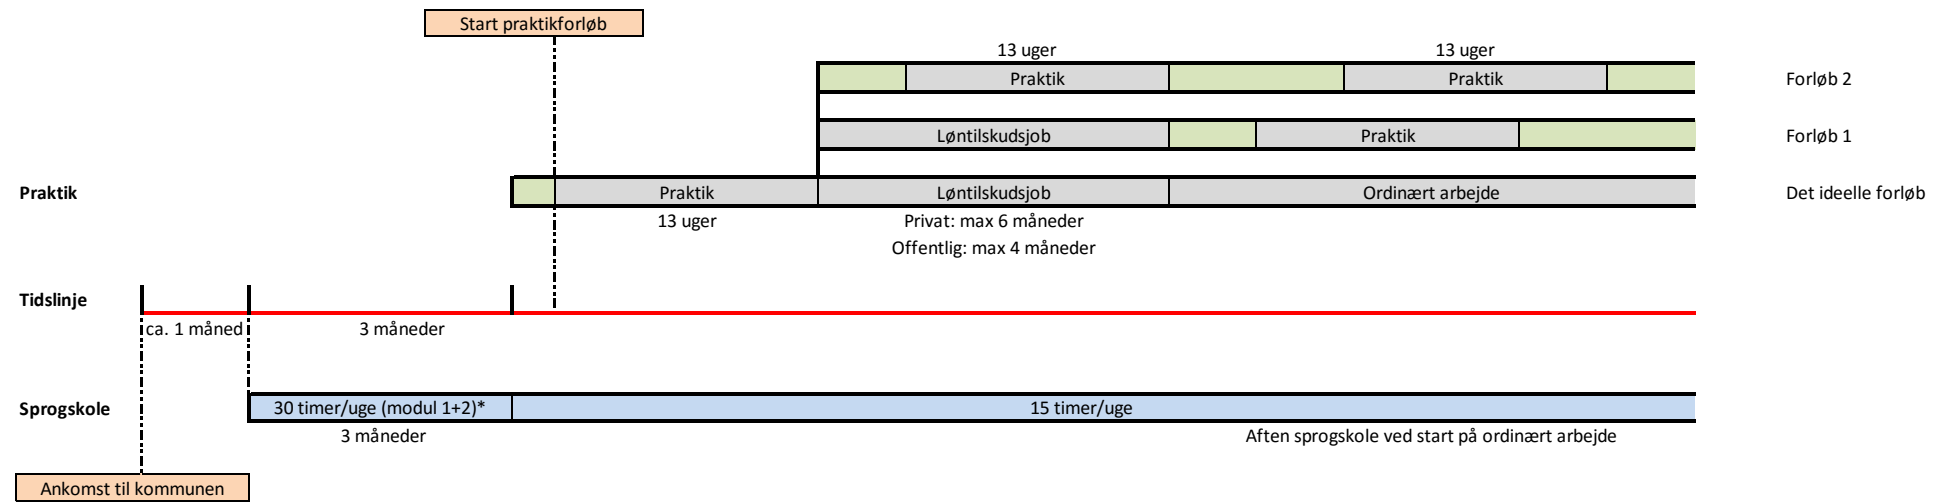 Start praktikforløb
13 uger
13 uger
Praktik
Praktik
Forløb 2
Løntilskudsjob
Praktik
Forløb 1
Praktik
Praktik
Løntilskudsjob
Ordinært arbejde
Det ideelle forløb
13 uger
Privat: max 6 måneder
Offentlig: max 4 måneder
Tidslinje
ca. 1 måned
3 måneder
Sprogskole
30 timer/uge (modul 1+2)*
15 timer/uge
3 måneder
Aften sprogskole ved start på ordinært arbejde
Ankomst til kommunen